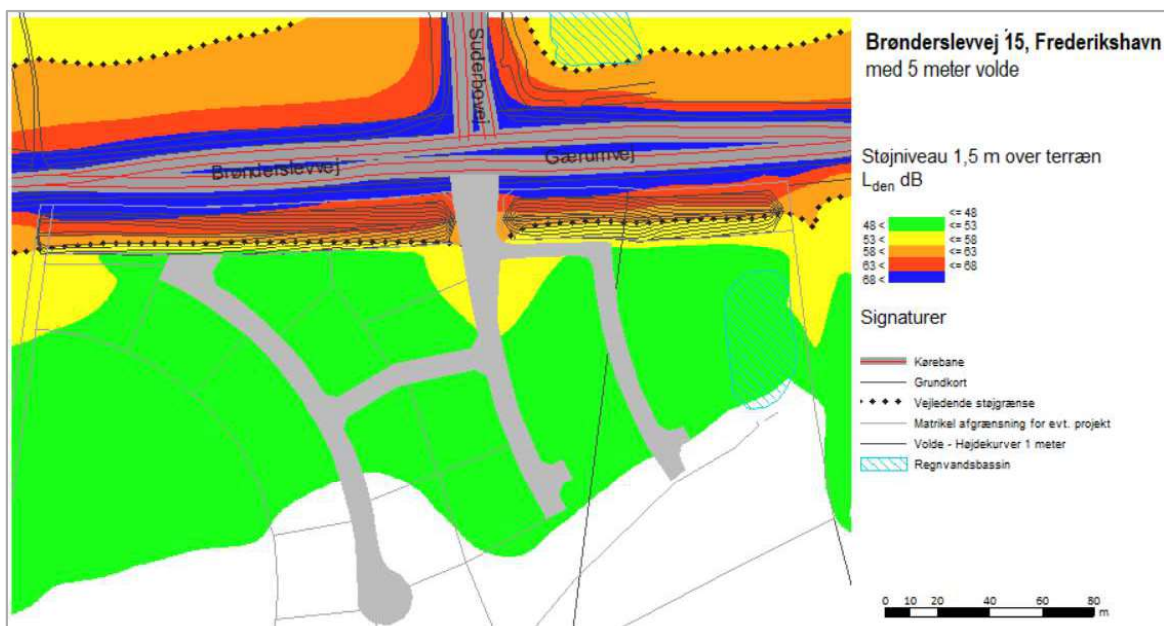 Brønderslevvej 15, Frederikshavn
med 5 meter volde
Suderbovej
Brønderslevvej
Gærumvej
Støjniveau 1,5 m over terræn
Lden dB
<= 48
48 < <= 53
53 < <= 58
58 < <= 63
63 < <= 68
68 <
Signaturer
Kørebane
Grundkort
Vejledende støjgrænse
Matrikel afgrænsning for evt. projekt
Volde - Højdekurver 1 meter
Regnvandsbassin
0 10 20 40 60 80
m